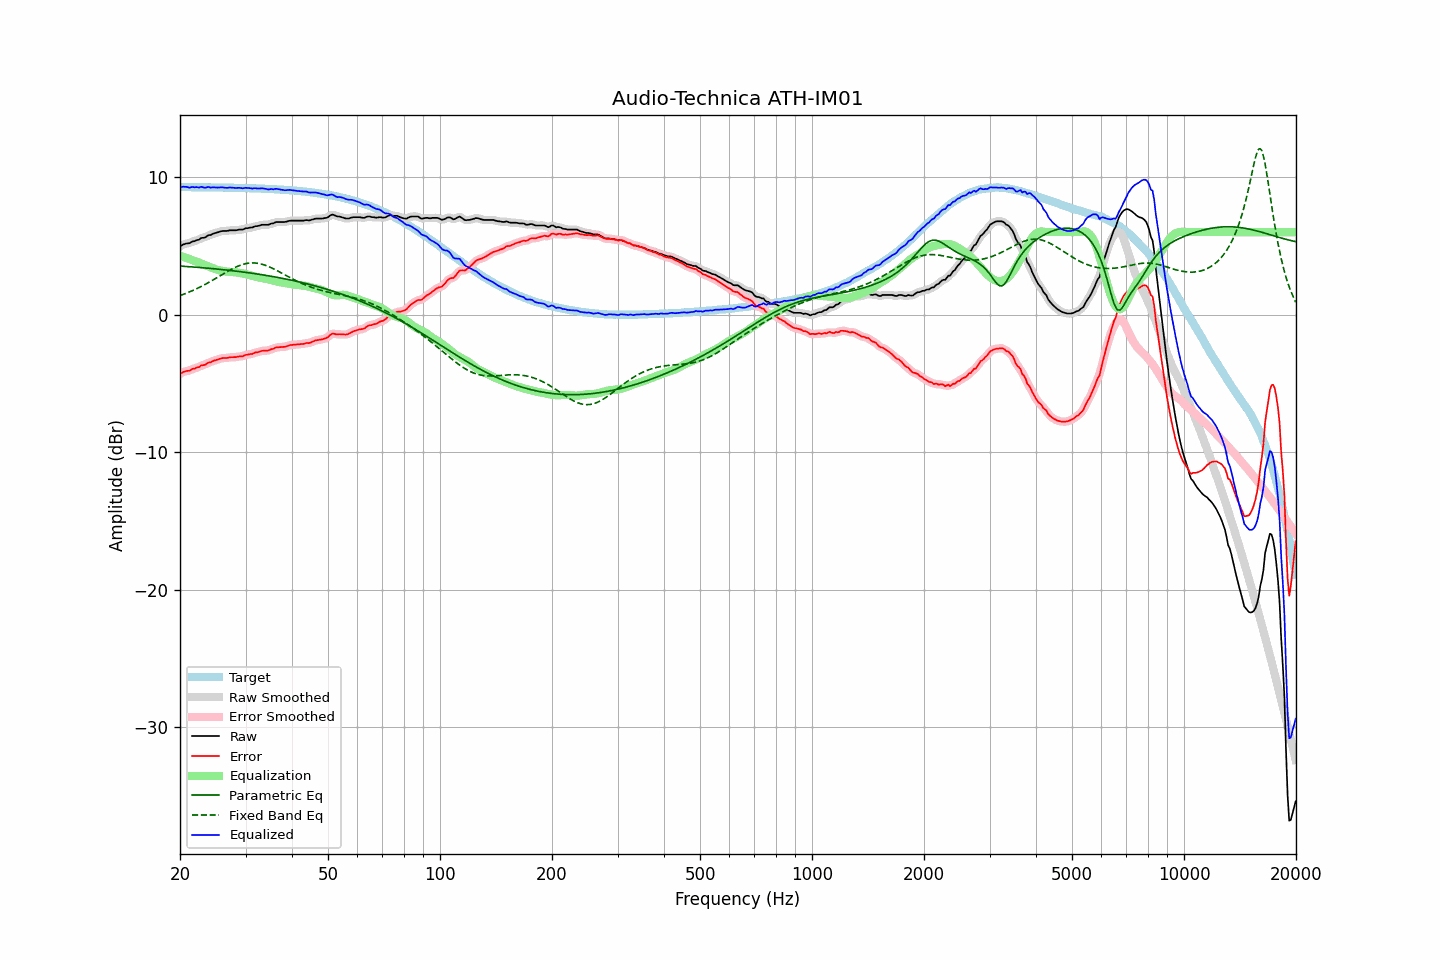 Audio-Technica ATH-IM01
10
0
−10
−20
−30
Amplitude (dBr)
Target
Raw Smoothed
Error Smoothed
Raw
Error
Equalization
Parametric Eq
Fixed Band Eq
Equalized
20
50
100
200
500
1000
2000
5000
10000
20000
Frequency (Hz)